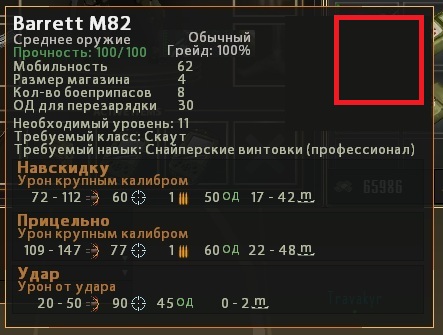 Barrett M82
Среднее оружие
Обычный
Прочность: 100/100
Грейд: 100%
Мобильность 62
Размер магазина 4
Кол-во боеприпасов 8
ОД для перезарядки 30
Необходимый уровень: 11
Требуемый класс: Скаут
Требуемый навык: Снайперские винтовки (профессионал)
65986
Навскидку
Урон крупным калибром
72 - 112 60 1 50 ОД 17 - 42 m
Прицельно
Урон крупным калибром
109 - 147 77 1 60 ОД 22 - 48 m
Удар
Урон от удара
20 - 50 90 45 ОД 0 - 2 m